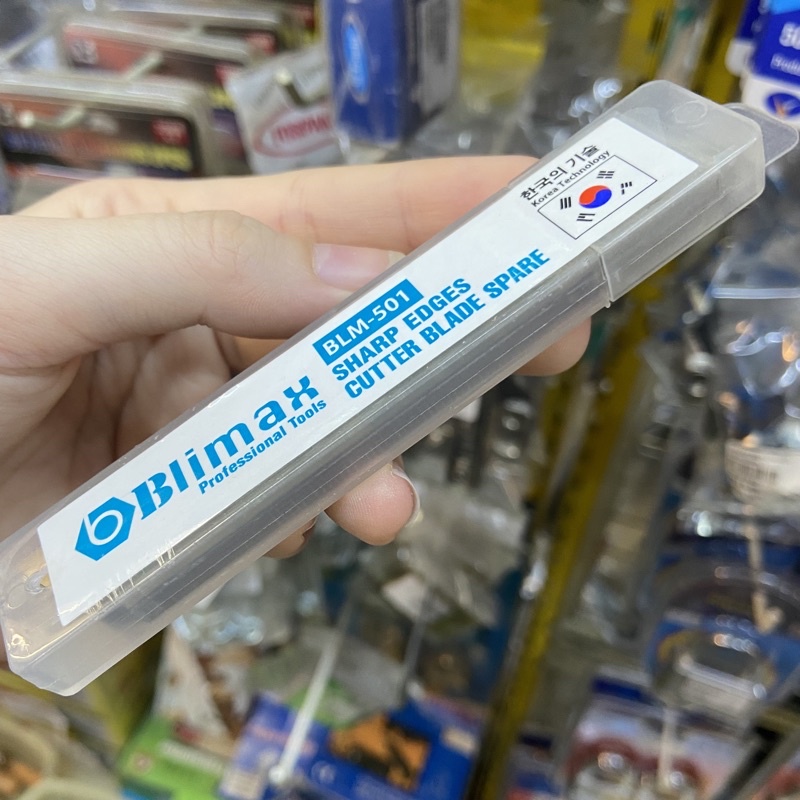 한국의 기술
Korea Technology
BLM-501
SHARP EDGES
CUTTER BLADE SPARE
Blimax
Professional Tools